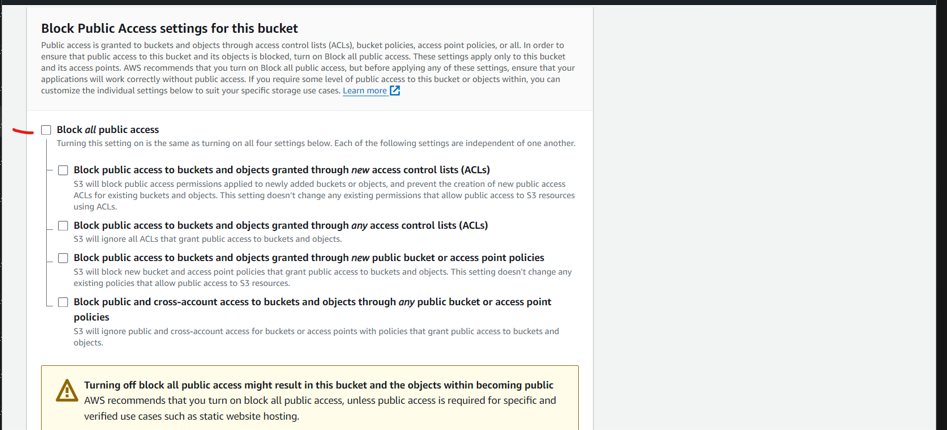 Block Public Access settings for this bucket
Public access is granted to buckets and objects through access control lists (ACLs), bucket policies, access point policies, or all. In order to
ensure that public access to this bucket and its objects is blocked, turn on Block all public access. These settings apply only to this bucket
and its access points. AWS recommends that you turn on Block all public access, but before applying any of these settings, ensure that your
applications will work correctly without public access. If you require some level of public access to this bucket or objects within, you can
customize the individual settings below to suit your specific storage use cases. Learn more
Block all public access
Turning this setting on is the same as turning on all four settings below. Each of the following settings are independent of one another.
Block public access to buckets and objects granted through new access control lists (ACLs)
S3 will block public access permissions applied to newly added buckets or objects, and prevent the creation of new public access
ACLs for existing buckets and objects. This setting doesn't change any existing permissions that allow public access to S3 resources
using ACLs.
Block public access to buckets and objects granted through any access control lists (ACLs)
S3 will ignore all ACLs that grant public access to buckets and objects.
Block public access to buckets and objects granted through new public bucket or access point policies
S3 will block new bucket and access point policies that grant public access to buckets and objects. This setting doesn't change any
existing policies that allow public access to S3 resources.
Block public and cross-account access to buckets and objects through any public bucket or access point
policies
S3 will ignore public and cross-account access for buckets or access points with policies that grant public access to buckets and
objects.
Turning off block all public access might result in this bucket and the objects within becoming public
AWS recommends that you turn on block all public access, unless public access is required for specific and
verified use cases such as static website hosting.